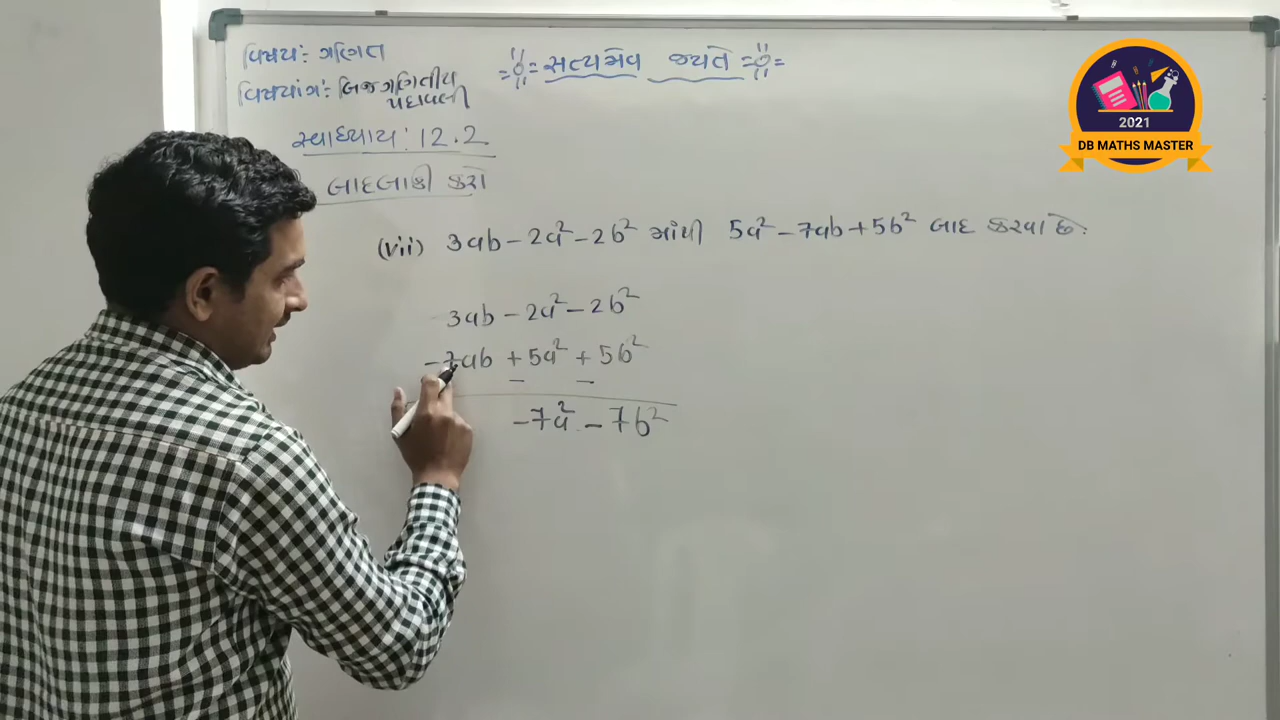 વિષય: ગણિત
વિષયાંગ: બિજગણિતીય
પદાવલી
=ૢ= સત્યમેવ જયતે
સ્વાધ્યાય: 12.2
બાદબાકી કરો
(vii) 3ab - 2a² - 2b² માંથી 5a² - 7ab + 5b² બાદ કરવા છે.
3ab - 2a² - 2b²
-7ab + 5a² + 5b²
- -
-7a² - 7b²
2021
DB MATHS MASTER